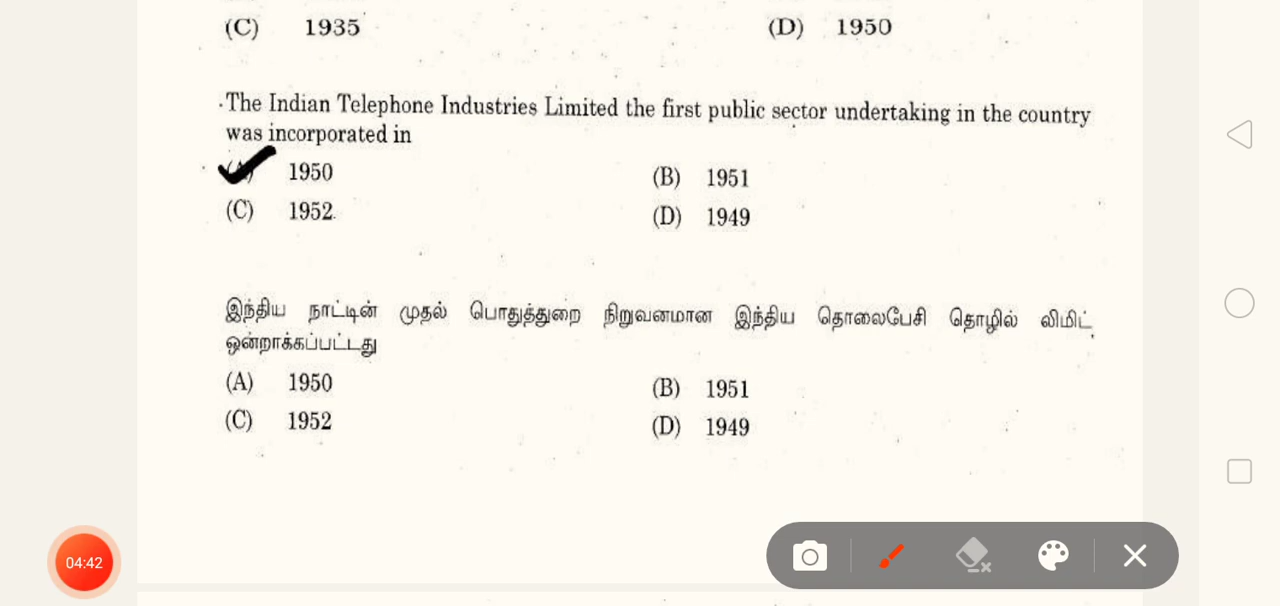 (C) 1935 (D) 1950
The Indian Telephone Industries Limited the first public sector undertaking in the country
was incorporated in
(A) 1950 (B) 1951
(C) 1952 (D) 1949
இந்திய நாட்டின் முதல் பொதுத்துறை நிறுவனமான இந்திய தொலைபேசி தொழில் லிமிட்
ஒன்றாக்கப்பட்டது
(A) 1950 (B) 1951
(C) 1952 (D) 1949
04:42